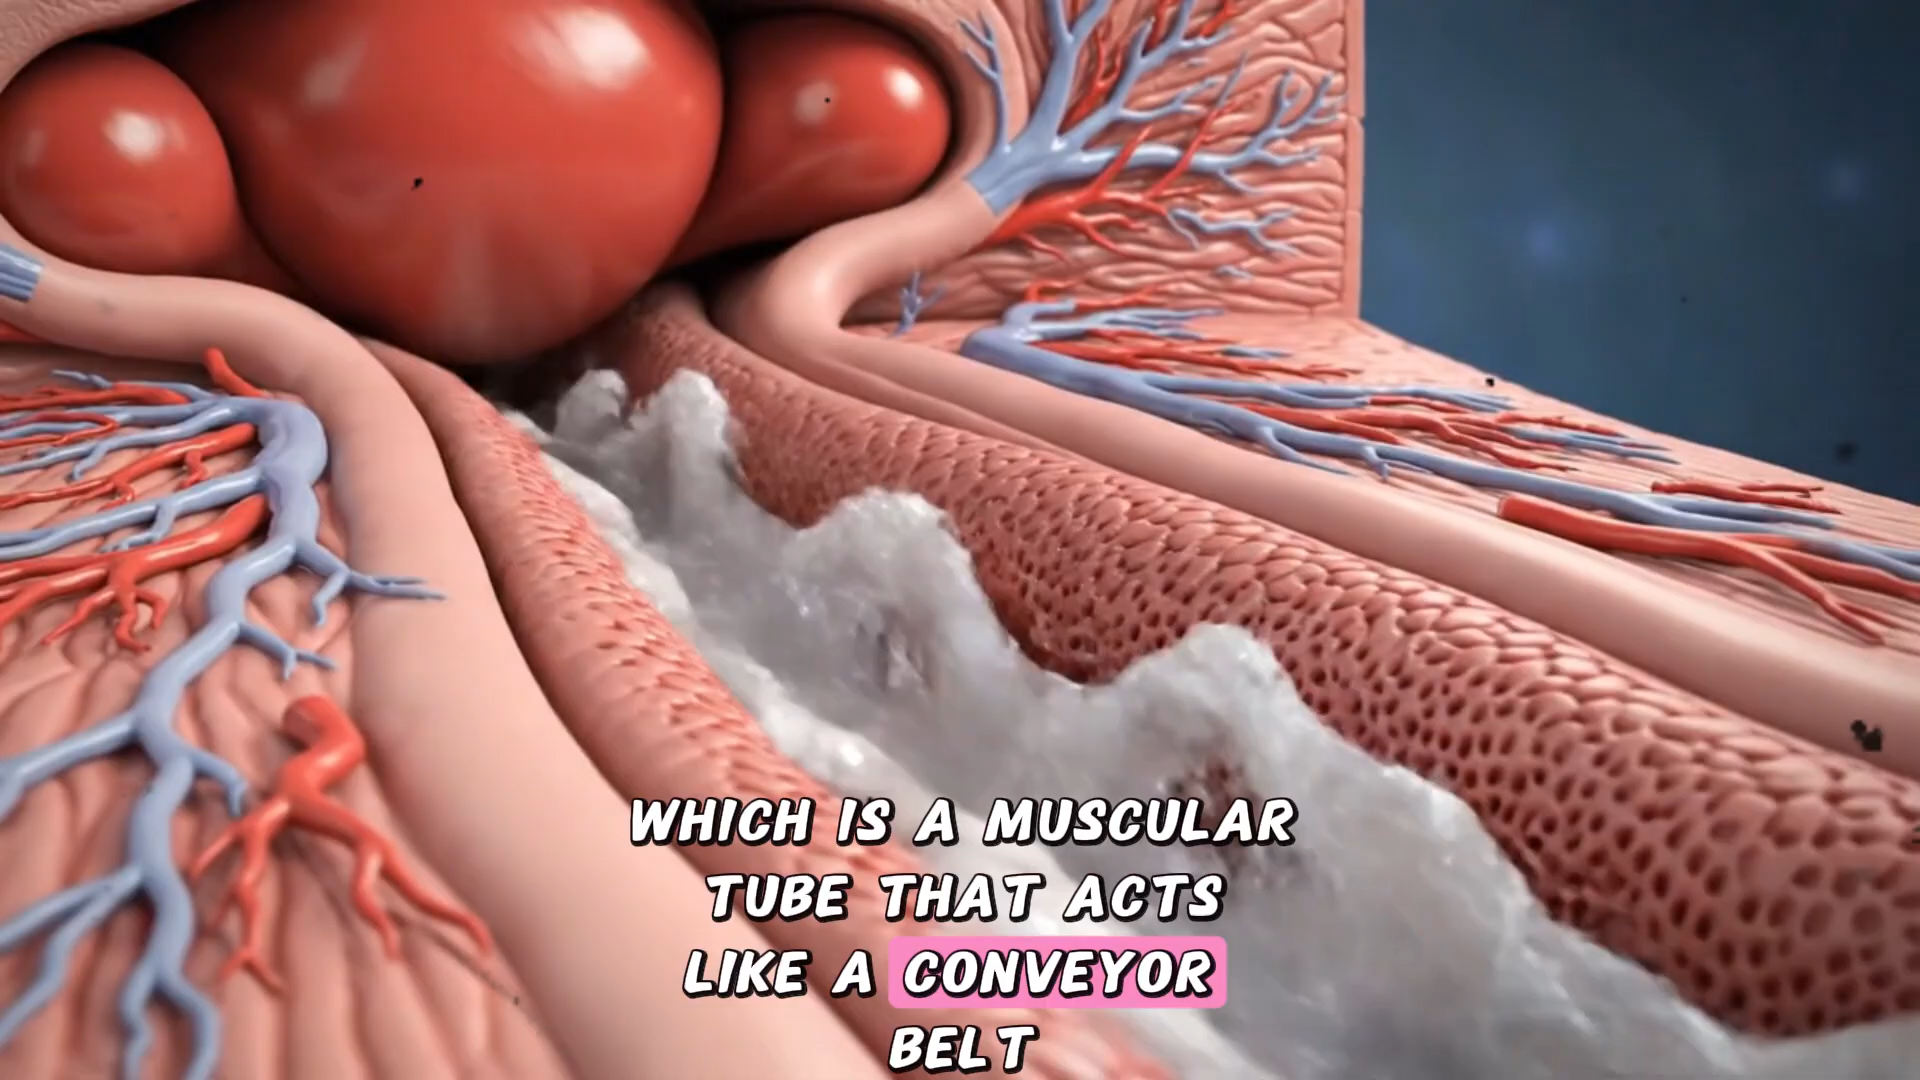 WHICH IS A MUSCULAR
TUBE THAT ACTS
LIKE A CONVEYOR
BELT